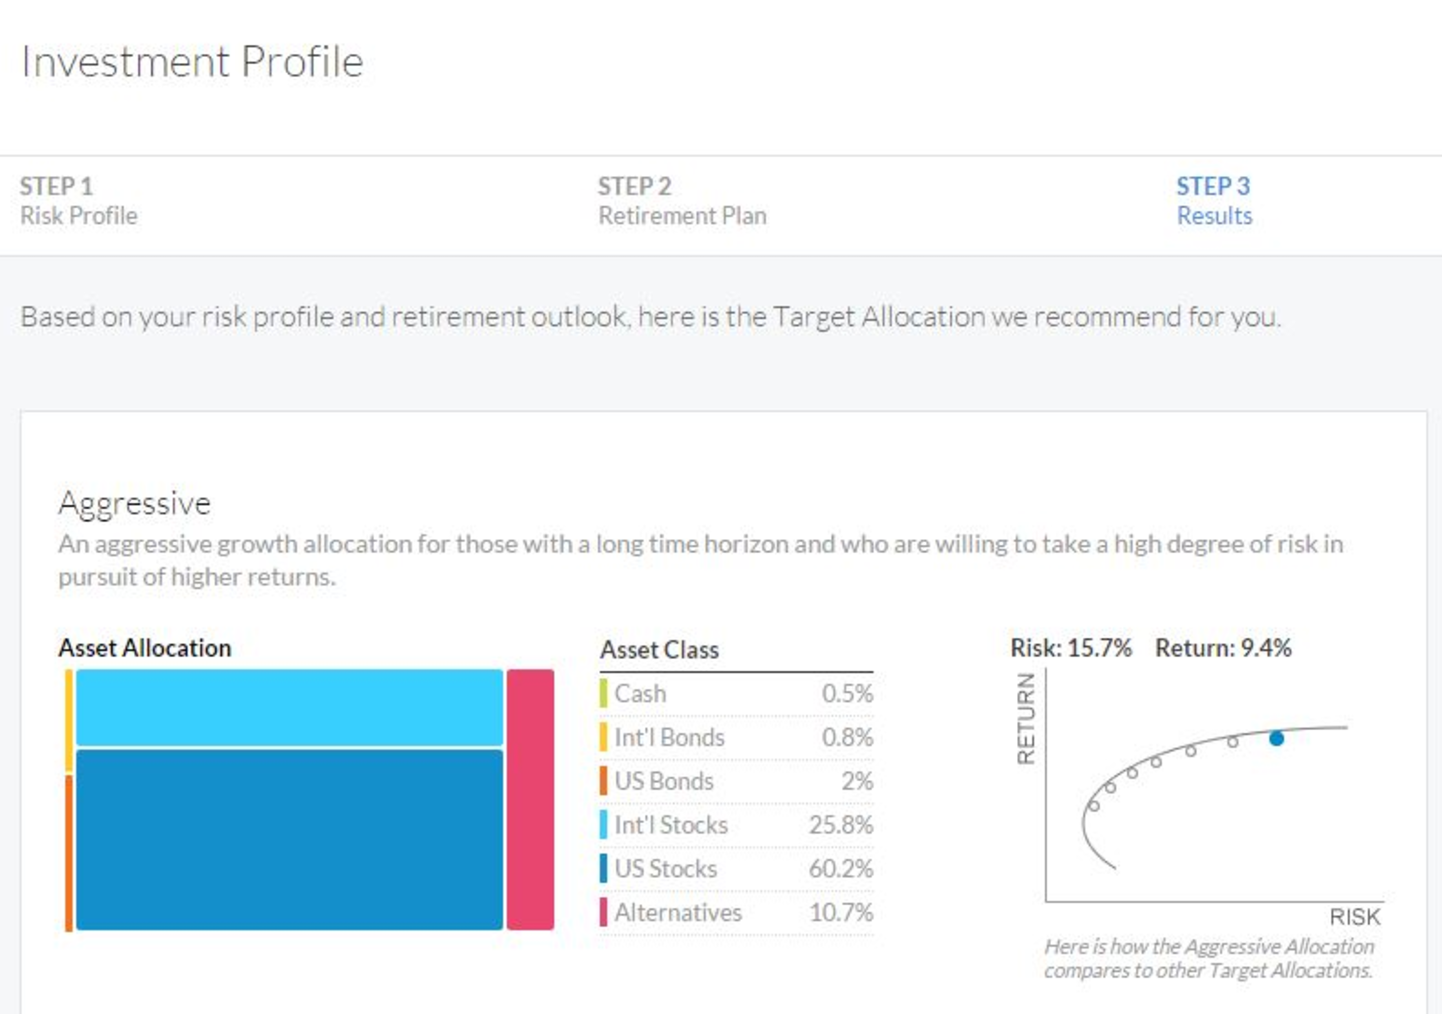 Investment Profile
STEP 1
Risk Profile
STEP 2
Retirement Plan
STEP 3
Results
Based on your risk profile and retirement outlook, here is the Target Allocation we recommend for you.
Aggressive
An aggressive growth allocation for those with a long time horizon and who are willing to take a high degree of risk in
pursuit of higher returns.
Asset Allocation
Asset Class
Cash 0.5%
Int'l Bonds 0.8%
US Bonds 2%
Int'l Stocks 25.8%
US Stocks 60.2%
Alternatives 10.7%
Risk: 15.7% Return: 9.4%
RETURN
RISK
Here is how the Aggressive Allocation
compares to other Target Allocations.